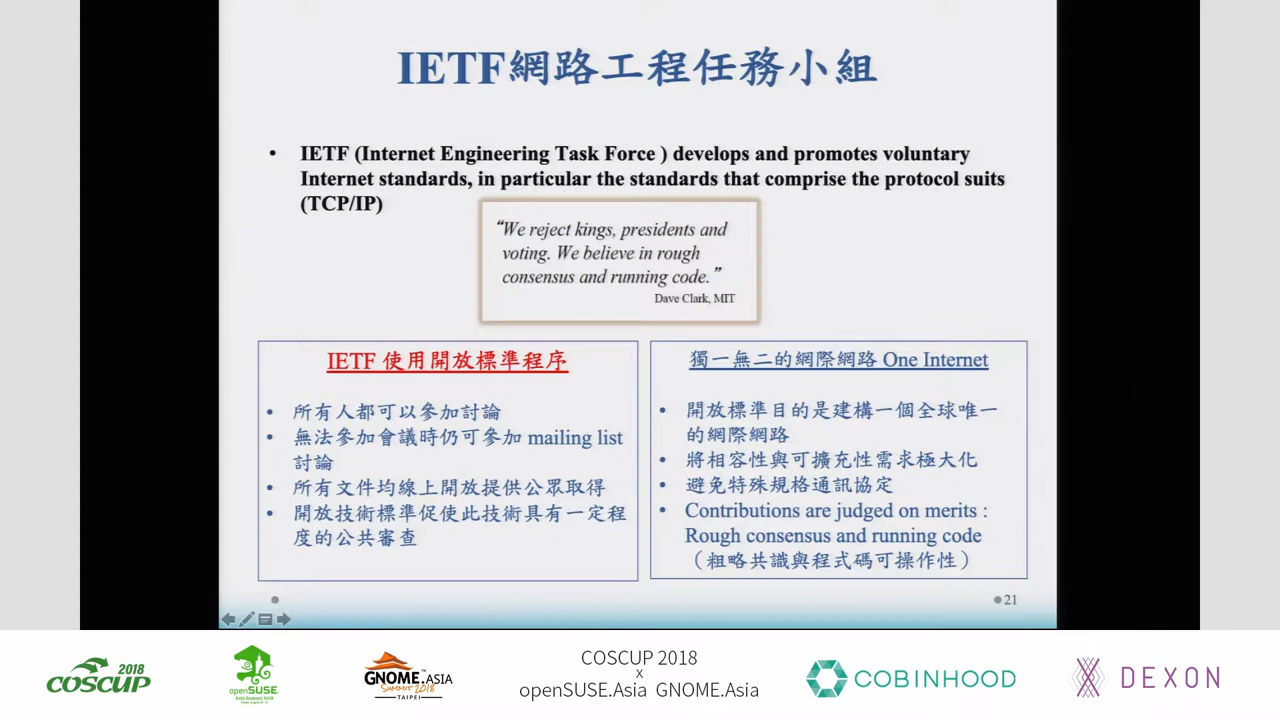 IETF網路工程任務小組
• IETF (Internet Engineering Task Force ) develops and promotes voluntary
Internet standards, in particular the standards that comprise the protocol suits
(TCP/IP)
“We reject kings, presidents and
voting. We believe in rough
consensus and running code.”
Dave Clark, MIT
IETF 使用開放標準程序
• 所有人都可以參加討論
• 無法參加會議時仍可參加 mailing list
討論
• 所有文件均線上開放提供公眾取得
• 開放技術標準促使此技術具有一定程
度的公共審查
獨一無二的網際網路 One Internet
• 開放標準目的是建構一個全球唯一
的網際網路
• 將相容性與可擴充性需求極大化
• 避免特殊規格通訊協定
• Contributions are judged on merits :
Rough consensus and running code
（粗略共識與程式碼可操作性）
21
2018
COSCUP
openSUSE
GNOME.ASIA
SUMMIT 2018
TAIPEI
COSCUP 2018
x
openSUSE.Asia GNOME.Asia
COBINHOOD
DEXON